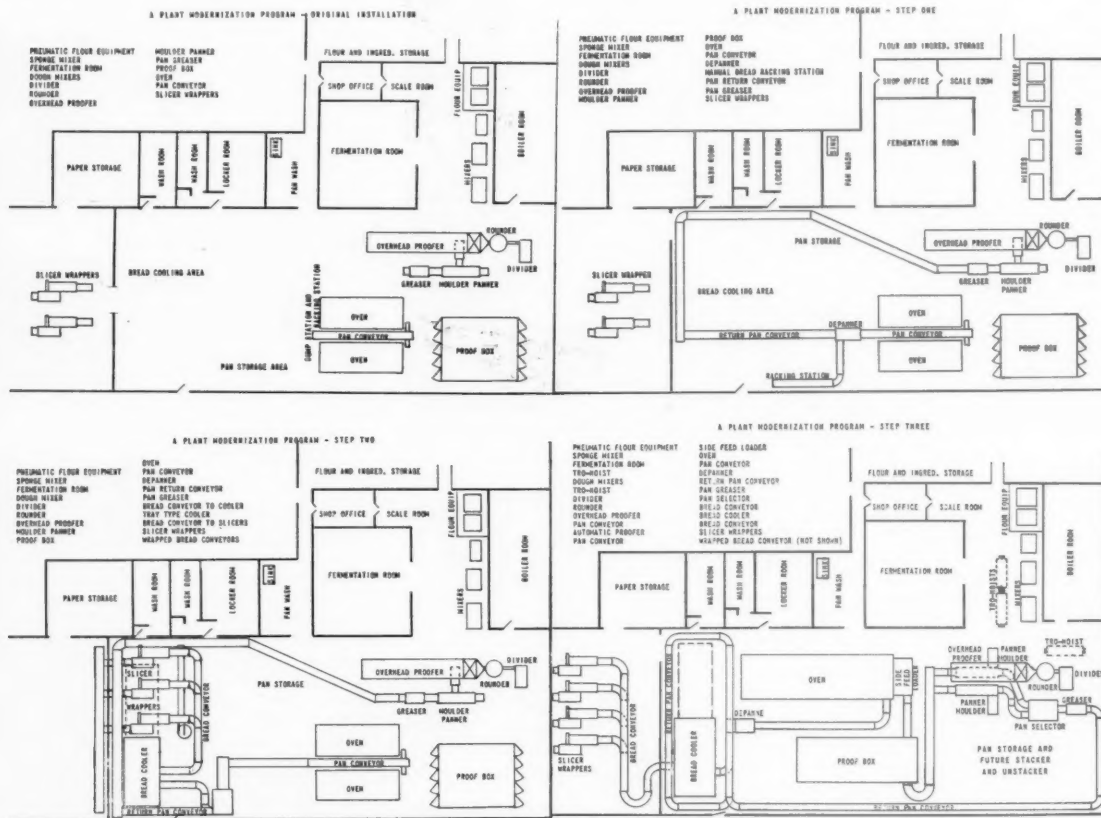 A PLANT MODERNIZATION PROGRAM - ORIGINAL INSTALLATION
PNEUMATIC FLOUR EQUIPMENT
SPONGE MIXER
FERMENTATION ROOM
DOUGH MIXERS
DIVIDER
ROUNDER
OVERHEAD PROOFER
MOULDER PANNER
PAN GREASER
PROOF BOX
OVEN
PAN CONVEYOR
SLICER WRAPPERS
FLOUR AND INGRED. STORAGE
SHOP OFFICE
SCALE ROOM
FLOUR EQUIP
BOILER ROOM
FERMENTATION ROOM
MIXERS
PAPER STORAGE
WASH ROOM
WASH ROOM
LOCKER ROOM
SINK
PAN WASH
SLICER WRAPPERS
BREAD COOLING AREA
OVERHEAD PROOFER
ROUNDER
DIVIDER
GREASER
MOULDER PANNER
DUMP STATION AND
RACKING STATION
OVEN
PAN CONVEYOR
OVEN
PROOF BOX
PAN STORAGE AREA
A PLANT MODERNIZATION PROGRAM - STEP ONE
PNEUMATIC FLOUR EQUIPMENT
SPONGE MIXER
FERMENTATION ROOM
DOUGH MIXERS
DIVIDER
ROUNDER
OVERHEAD PROOFER
MOULDER PANNER
PROOF BOX
OVEN
PAN CONVEYOR
DEPANNER
MANUAL BREAD RACKING STATION
PAN RETURN CONVEYOR
PAN GREASER
SLICER WRAPPERS
FLOUR AND INGRED. STORAGE
SHOP OFFICE
SCALE ROOM
FLOUR EQUIP
BOILER ROOM
FERMENTATION ROOM
MIXERS
PAPER STORAGE
WASH ROOM
WASH ROOM
LOCKER ROOM
SINK
PAN WASH
PAN STORAGE
OVERHEAD PROOFER
ROUNDER
DIVIDER
GREASER
MOULDER
PANNER
SLICER WRAPPER
BREAD COOLING AREA
OVEN
DEPANNER
RETURN PAN CONVEYOR
PAN CONVEYOR
OVEN
PROOF BOX
RACKING STATION
A PLANT MODERNIZATION PROGRAM - STEP TWO
PNEUMATIC FLOUR EQUIPMENT
SPONGE MIXER
FERMENTATION ROOM
DOUGH MIXER
DIVIDER
ROUNDER
OVERHEAD PROOFER
MOULDER PANNER
PROOF BOX
OVEN
PAN CONVEYOR
DEPANNER
PAN RETURN CONVEYOR
PAN GREASER
BREAD CONVEYOR TO COOLER
TRAY TYPE COOLER
BREAD CONVEYOR TO SLICERS
SLICER WRAPPERS
WRAPPED BREAD CONVEYORS
FLOUR AND INGRED. STORAGE
SHOP OFFICE
SCALE ROOM
FLOUR EQUIP
BOILER ROOM
FERMENTATION ROOM
MIXERS
PAPER STORAGE
WASH ROOM
WASH ROOM
LOCKER ROOM
SINK
PAN WASH
SLICER
WRAPPERS
BREAD CONVEYOR
PAN STORAGE
OVERHEAD PROOFER
DIVIDER
ROUNDER
GREASER
MOULDER
PANNER
BREAD COOLER
OVEN
PAN CONVEYOR
OVEN
PROOF BOX
RETURN PAN CONVEYOR
A PLANT MODERNIZATION PROGRAM - STEP THREE
PNEUMATIC FLOUR EQUIPMENT
SPONGE MIXER
FERMENTATION ROOM
TRO-HOIST
DOUGH MIXERS
TRO-HOIST
DIVIDER
ROUNDER
OVERHEAD PROOFER
PAN CONVEYOR
AUTOMATIC PROOFER
PAN CONVEYOR
SIDE FEED LOADER
OVEN
PAN CONVEYOR
DEPANNER
RETURN PAN CONVEYOR
PAN GREASER
PAN SELECTOR
BREAD CONVEYOR
BREAD COOLER
BREAD CONVEYOR
SLICER WRAPPERS
WRAPPED BREAD CONVEYOR (NOT SHOWN)
FLOUR AND INGRED. STORAGE
SHOP OFFICE
SCALE ROOM
FLOUR EQUIP
BOILER ROOM
FERMENTATION ROOM
TRO-HOISTS
MIXERS
PAPER STORAGE
WASH ROOM
WASH ROOM
LOCKER ROOM
SINK
PAN WASH
TRO-HOIST
OVERHEAD
PROOFER
PANNER
MOULDER
DIVIDER
ROUNDER
OVEN
SIDE FEED
LOADER
RETURN PAN CONVEYOR
BREAD CONVEYOR
PANNER
MOULDER
GREASER
PAN SELECTOR
DEPANNE
SLICER
WRAPPERS
BREAD COOLER
PROOF BOX
PAN STORAGE AND
FUTURE STACKER
AND UNSTACKER
RETURN PAN CONVEYOR